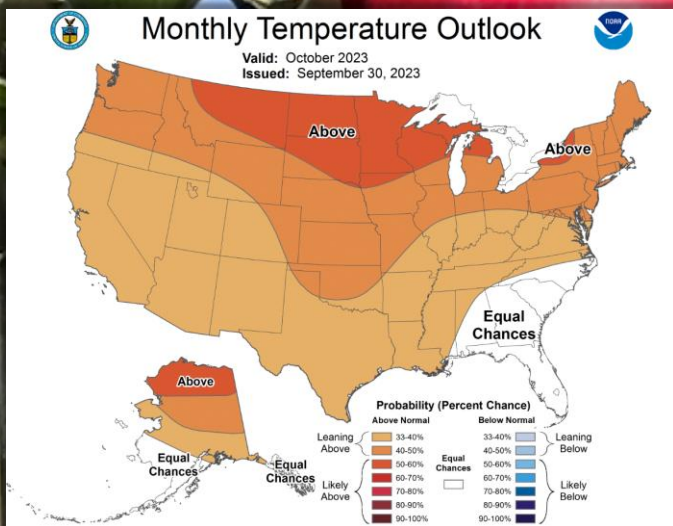 Monthly Temperature Outlook
Valid: October 2023
Issued: September 30, 2023
NOAA
Above
Above
Equal
Chances
Above
Equal
Chances
Equal
Chances
Probability (Percent Chance)
Above Normal
Below Normal
Leaning
Above
33-40%
40-50%
Likely
Above
50-60%
60-70%
70-80%
80-90%
90-100%
Equal
Chances
33-40%
40-50%
Leaning
Below
50-60%
60-70%
70-80%
80-90%
90-100%
Likely
Below